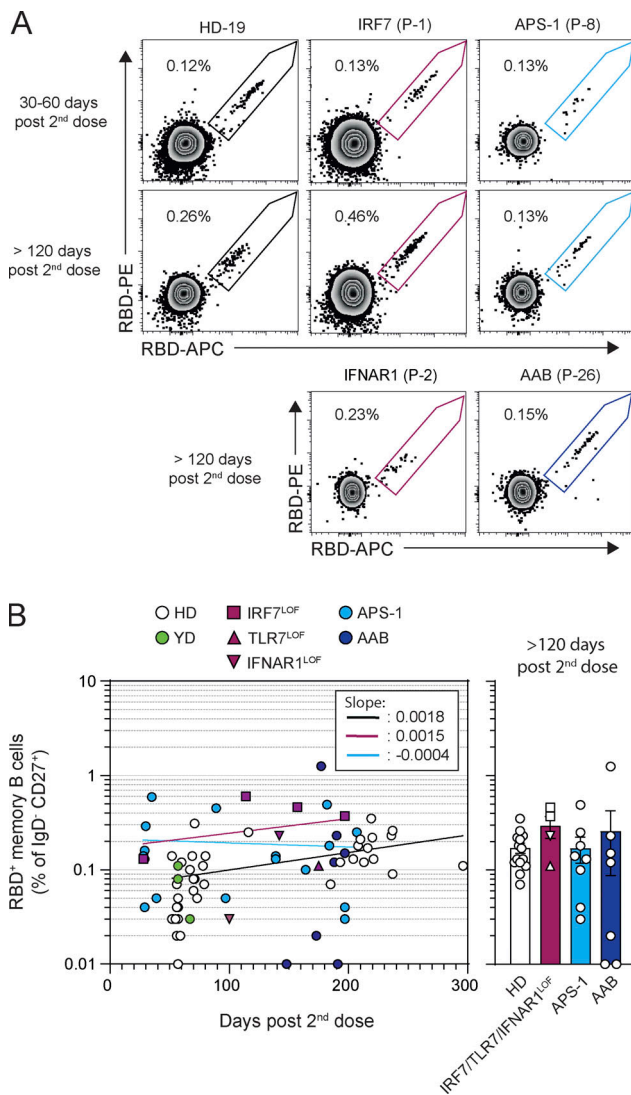 A
HD-19
IRF7 (P-1)
APS-1 (P-8)
30-60 days
post 2nd dose
0.12%
0.13%
0.13%
> 120 days
post 2nd dose
0.26%
0.46%
0.13%
RBD-PE
RBD-APC
IFNAR1 (P-2)
AAB (P-26)
> 120 days
post 2nd dose
0.23%
0.15%
RBD-PE
RBD-APC
B
HD
IRF7LOF
APS-1
YD
TLR7LOF
AAB
IFNAR1LOF
>120 days
post 2nd dose
RBD+ memory B cells
(% of IgD- CD27+)
10
1
0.1
0.01
Slope:
: 0.0018
: 0.0015
: -0.0004
0
100
200
300
Days post 2nd dose
HD
IRF7/TLR7/IFNAR1LOF
APS-1
AAB